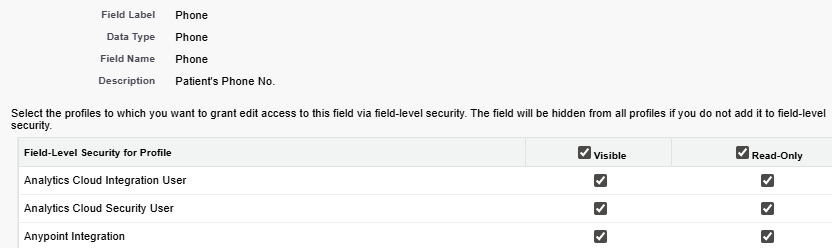 Field Label Phone
Data Type Phone
Field Name Phone
Description Patient's Phone No.
Select the profiles to which you want to grant edit access to this field via field-level security. The field will be hidden from all profiles if you do not add it to field-level
security.
Field-Level Security for Profile Visible Read-Only
Analytics Cloud Integration User
Analytics Cloud Security User
Anypoint Integration